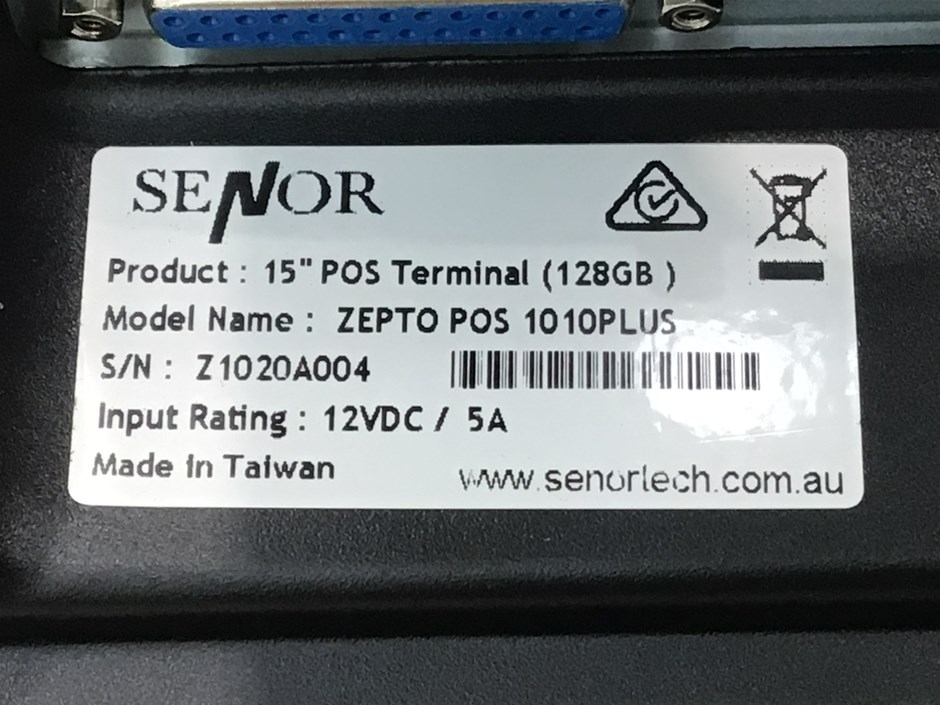 SENOR
Product : 15" POS Terminal (128GB )
Model Name : ZEPTO POS 1010PLUS
S/N : Z1020A004
Input Rating : 12VDC / 5A
Made in Taiwan
www.senortech.com.au